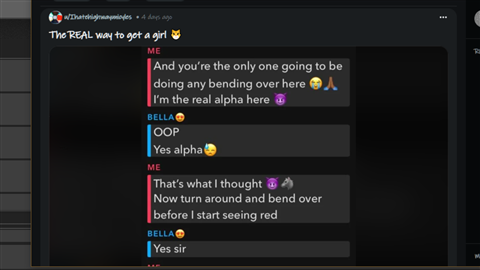 u/Ihatehighwaymicyles • 4 days ago
The REAL way to get a girl 😼
ME
And you're the only one going to be
doing any bending over here 😭🙏🏾
I'm the real alpha here 😈
BELLA😍
OOP
Yes alpha😓
ME
That's what I thought 😈🐴
Now turn around and bend over
before I start seeing red
BELLA😍
Yes sir